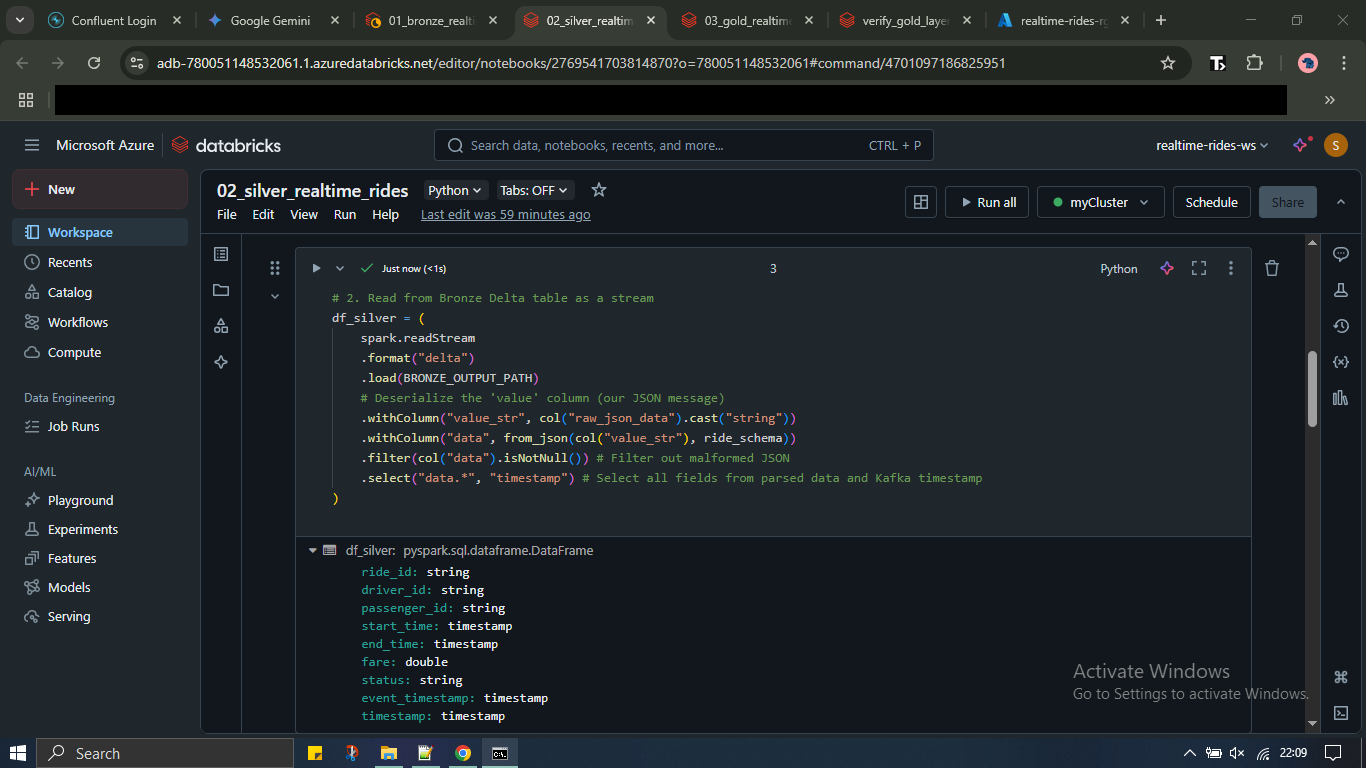 Confluent Login
Google Gemini
01_bronze_realti
02_silver_realtim
03_gold_realtime
verify_gold_layer
realtime-rides-rg
adb-780051148532061.1.azuredatabricks.net/editor/notebooks/2769541703814870?o=780051148532061#command/4701097186825951
Microsoft Azure
databricks
Search data, notebooks, recents, and more...
CTRL + P
realtime-rides-ws
S
New
Workspace
Recents
Catalog
Workflows
Compute
Data Engineering
Job Runs
AI/ML
Playground
Experiments
Features
Models
Serving
02_silver_realtime_rides
Python
Tabs: OFF
File Edit View Run Help
Last edit was 59 minutes ago
Run all
myCluster
Schedule
Share
Just now (<1s)
3
Python
# 2. Read from Bronze Delta table as a stream
df_silver = (
spark.readStream
.format("delta")
.load(BRONZE_OUTPUT_PATH)
# Deserialize the 'value' column (our JSON message)
.withColumn("value_str", col("raw_json_data").cast("string"))
.withColumn("data", from_json(col("value_str"), ride_schema))
.filter(col("data").isNotNull()) # Filter out malformed JSON
.select("data.*", "timestamp") # Select all fields from parsed data and Kafka timestamp
)
df_silver: pyspark.sql.dataframe.DataFrame
ride_id: string
driver_id: string
passenger_id: string
start_time: timestamp
end_time: timestamp
fare: double
status: string
event_timestamp: timestamp
timestamp: timestamp
Activate Windows
Go to Settings to activate Windows.
Search
22:09